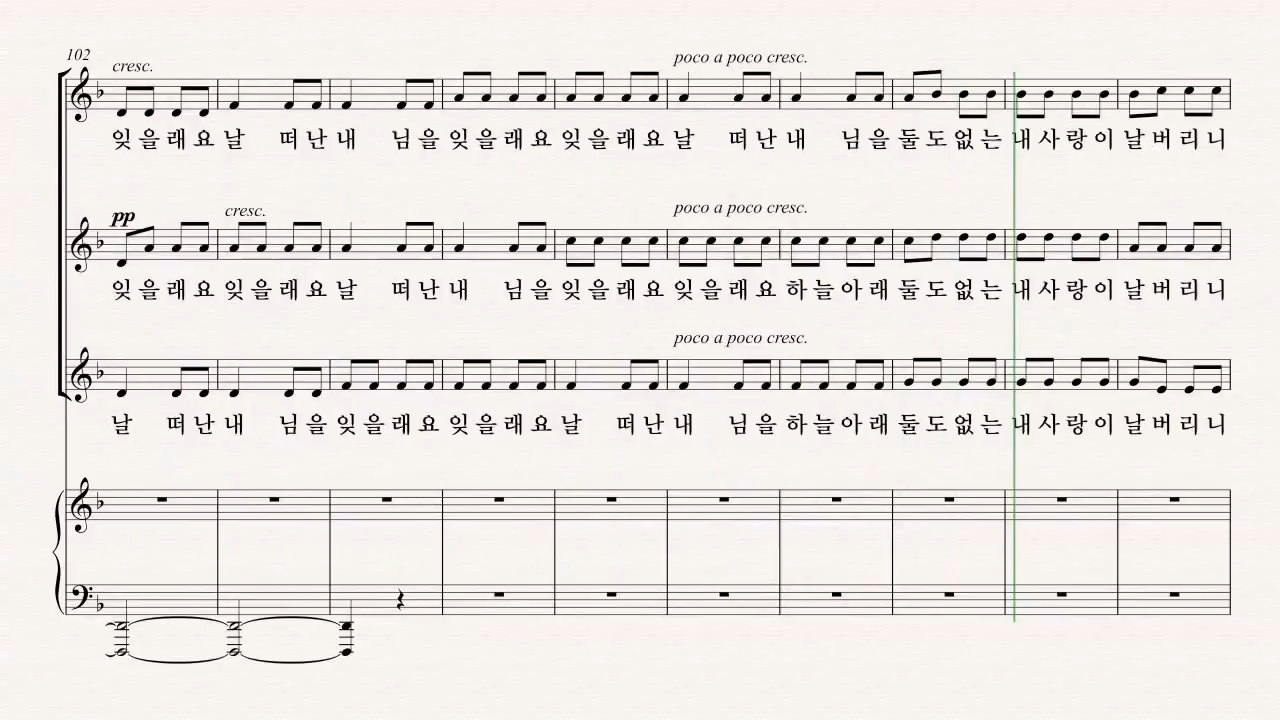 102
cresc.
poco a poco cresc.
잊 을 래 요 날 떠 난 내 님 을 잊 을 래 요 잊 을 래 요 날 떠 난 내 님 을 둘 도 없 는 내 사 랑 이 날 버 리 니
pp
cresc.
poco a poco cresc.
잊 을 래 요 잊 을 래 요 날 떠 난 내 님 을 잊 을 래 요 잊 을 래 요 하 늘 아 래 둘 도 없 는 내 사 랑 이 날 버 리 니
poco a poco cresc.
날 떠 난 내 님 을 잊 을 래 요 잊 을 래 요 날 떠 난 내 님 을 하 늘 아 래 둘 도 없 는 내 사 랑 이 날 버 리 니